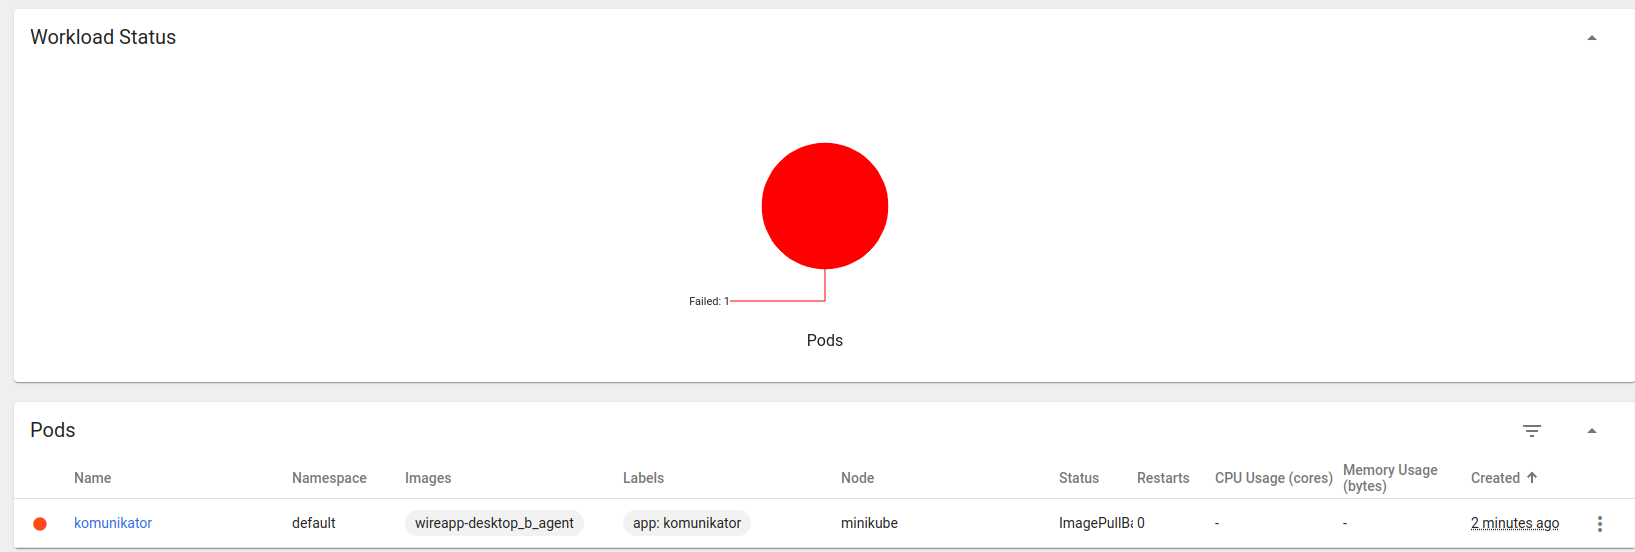 Workload Status
Failed: 1
Pods
Pods
Name Namespace Images Labels Node Status Restarts CPU Usage (cores) Memory Usage (bytes) Created
komunikator default wireapp-desktop_b_agent app: komunikator minikube ImagePullBa 0 - - 2 minutes ago